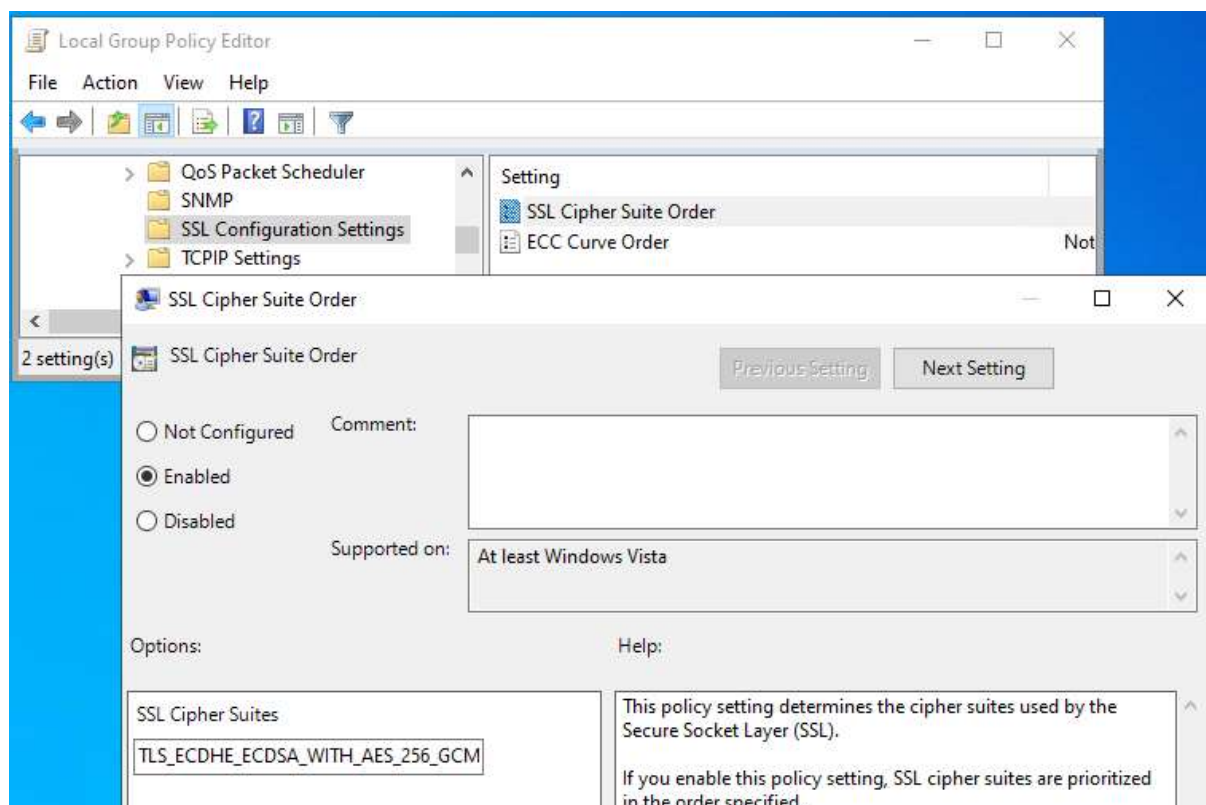 Local Group Policy Editor
File Action View Help
QoS Packet Scheduler
SNMP
SSL Configuration Settings
TCPIP Settings
2 setting(s)
Setting
SSL Cipher Suite Order
ECC Curve Order Not
SSL Cipher Suite Order
SSL Cipher Suite Order
Previous Setting Next Setting
Not Configured
Enabled
Disabled
Comment:
Supported on: At least Windows Vista
Options:
SSL Cipher Suites
TLS_ECDHE_ECDSA_WITH_AES_256_GCM
Help:
This policy setting determines the cipher suites used by the
Secure Socket Layer (SSL).
If you enable this policy setting, SSL cipher suites are prioritized
in the order specified.